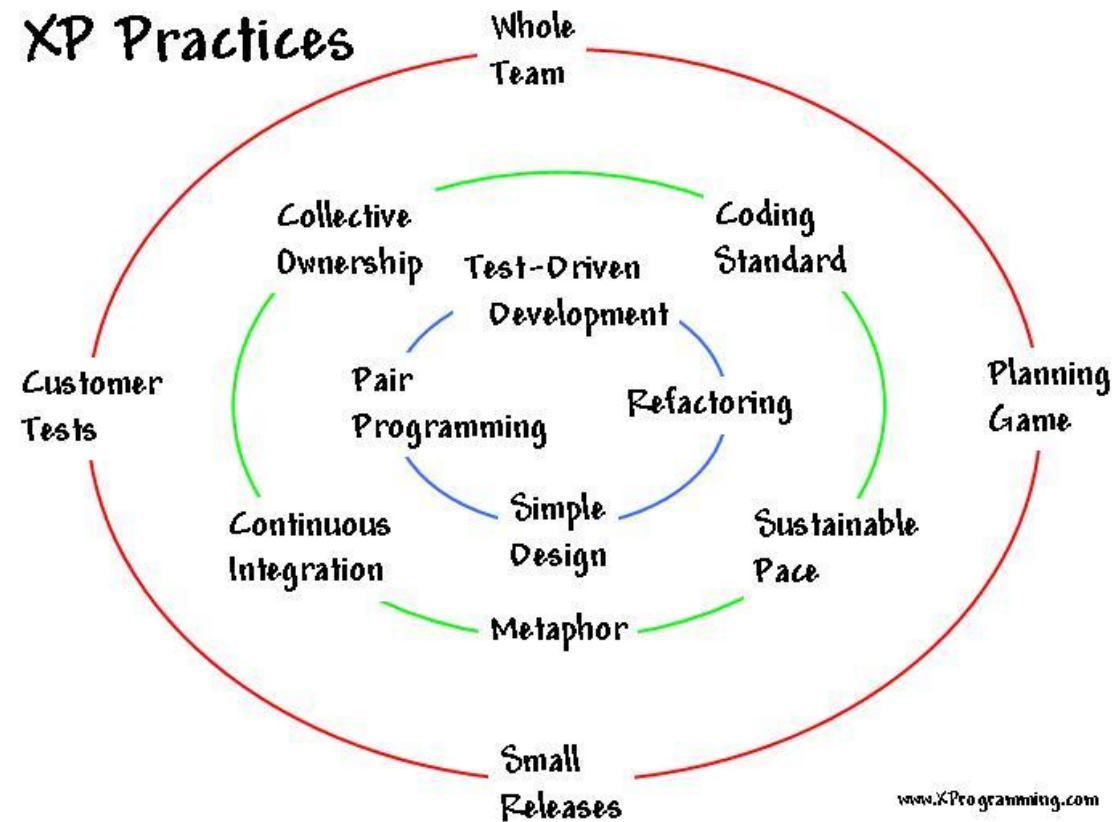 XP Practices
Whole
Team
Collective
Ownership
Coding
Standard
Test-Driven
Development
Customer
Tests
Pair
Programming
Refactoring
Planning
Game
Continuous
Integration
Simple
Design
Sustainable
Pace
Metaphor
Small
Releases
www.XProgramming.com